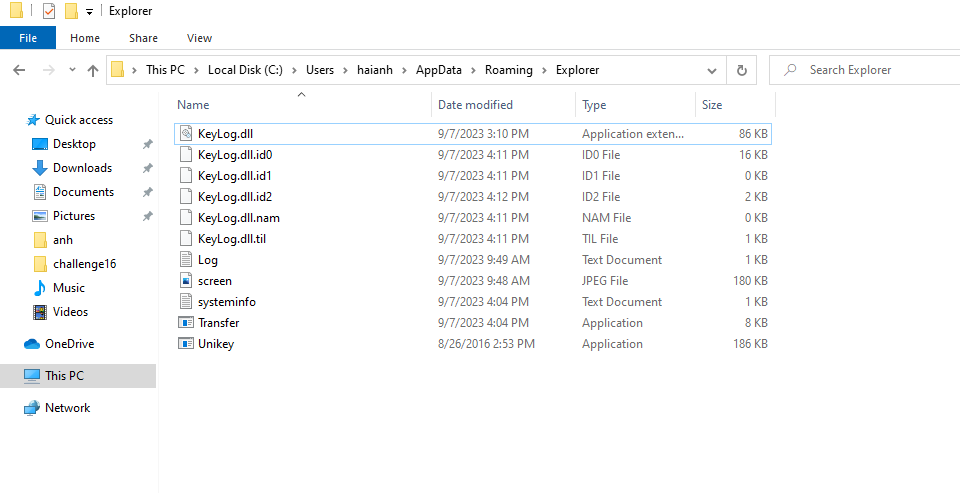 Explorer
File Home Share View
This PC Local Disk (C:) Users haianh AppData Roaming Explorer Search Explorer
Name Date modified Type Size
Quick access
Desktop
Downloads
Documents
Pictures
anh
challenge16
Music
Videos
OneDrive
This PC
Network
KeyLog.dll 9/7/2023 3:10 PM Application exten... 86 KB
KeyLog.dll.id0 9/7/2023 4:11 PM ID0 File 16 KB
KeyLog.dll.id1 9/7/2023 4:11 PM ID1 File 0 KB
KeyLog.dll.id2 9/7/2023 4:12 PM ID2 File 2 KB
KeyLog.dll.nam 9/7/2023 4:11 PM NAM File 0 KB
KeyLog.dll.til 9/7/2023 4:11 PM TIL File 1 KB
Log 9/7/2023 9:49 AM Text Document 1 KB
screen 9/7/2023 9:48 AM JPEG File 180 KB
systeminfo 9/7/2023 4:04 PM Text Document 1 KB
Transfer 9/7/2023 4:04 PM Application 8 KB
Unikey 8/26/2016 2:53 PM Application 186 KB